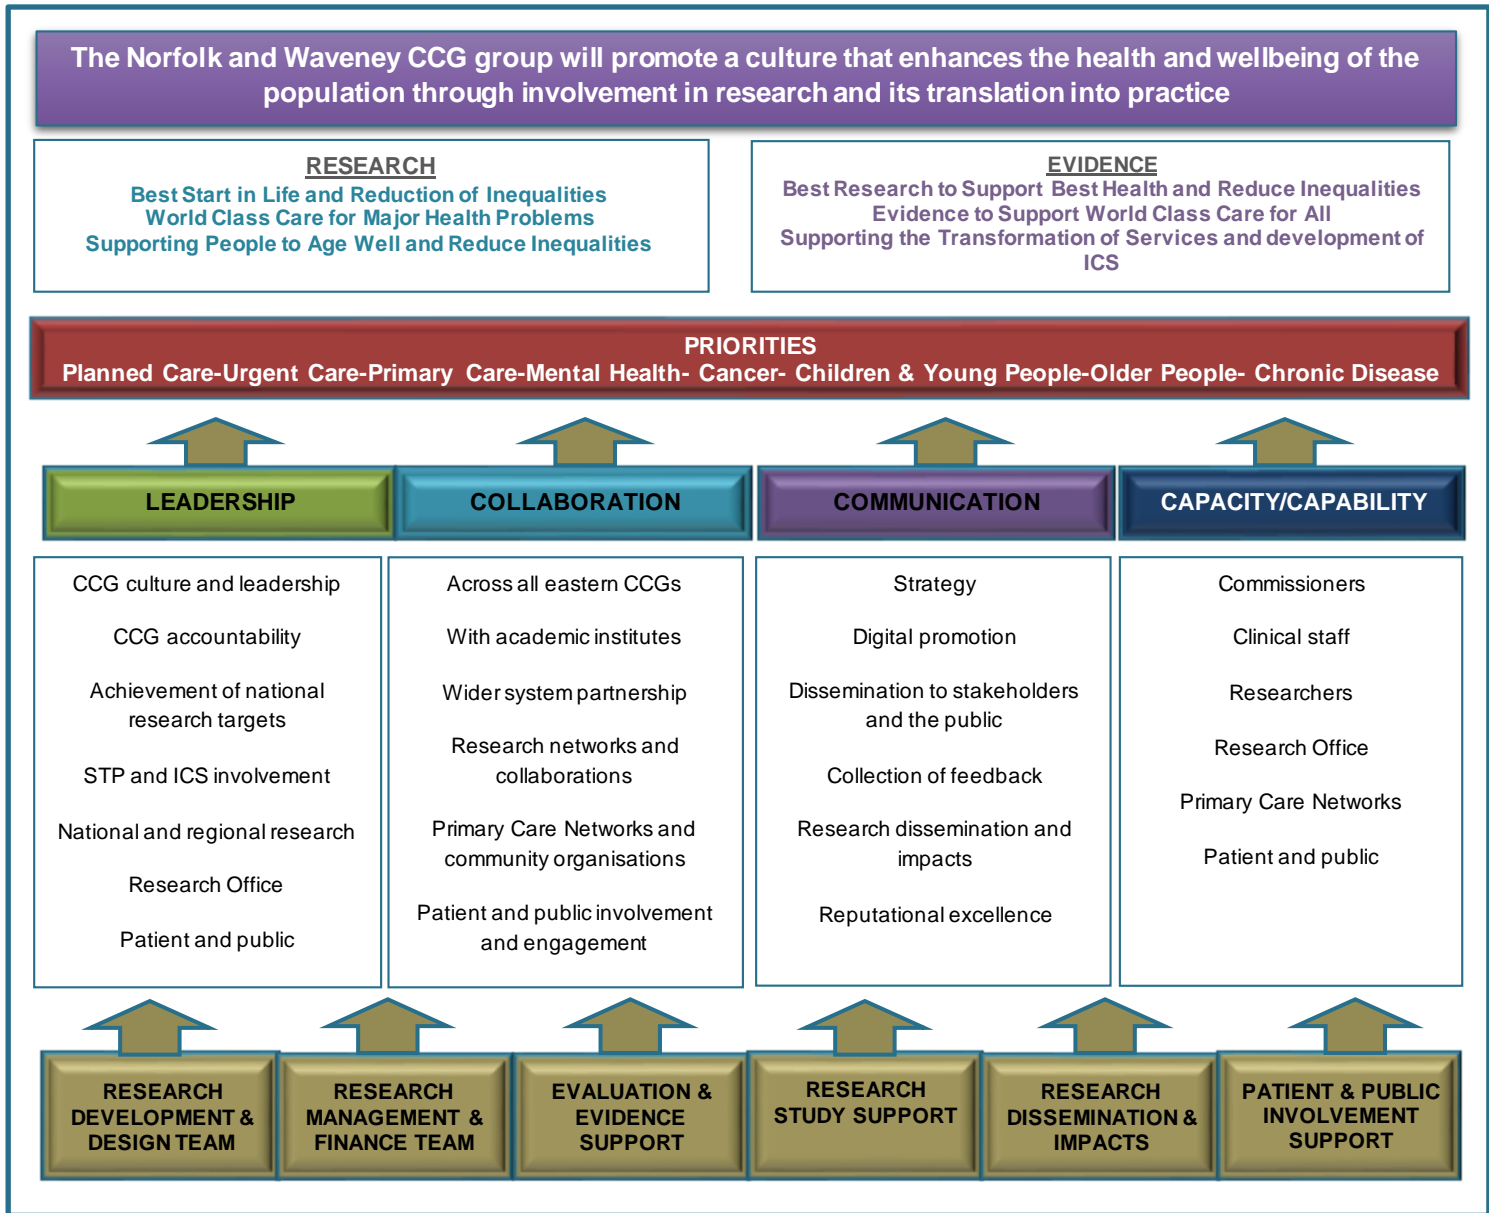 The Norfolk and Waveney CCG group will promote a culture that enhances the health and wellbeing of the
population through involvement in research and its translation into practice
RESEARCH
Best Start in Life and Reduction of Inequalities
World Class Care for Major Health Problems
Supporting People to Age Well and Reduce Inequalities
EVIDENCE
Best Research to Support Best Health and Reduce Inequalities
Evidence to Support World Class Care for All
Supporting the Transformation of Services and development of
ICS
PRIORITIES
Planned Care-Urgent Care-Primary Care-Mental Health- Cancer- Children & Young People-Older People- Chronic Disease
LEADERSHIP
COLLABORATION
COMMUNICATION
CAPACITY/CAPABILITY
CCG culture and leadership
CCG accountability
Achievement of national
research targets
STP and ICS involvement
National and regional research
Research Office
Patient and public
Across all eastern CCGs
With academic institutes
Wider system partnership
Research networks and
collaborations
Primary Care Networks and
community organisations
Patient and public involvement
and engagement
Strategy
Digital promotion
Dissemination to stakeholders
and the public
Collection of feedback
Research dissemination and
impacts
Reputational excellence
Commissioners
Clinical staff
Researchers
Research Office
Primary Care Networks
Patient and public
RESEARCH
DEVELOPMENT &
DESIGN TEAM
RESEARCH
MANAGEMENT &
FINANCE TEAM
EVALUATION &
EVIDENCE
SUPPORT
RESEARCH
STUDY SUPPORT
RESEARCH
DISSEMINATION &
IMPACTS
PATIENT & PUBLIC
INVOLVEMENT
SUPPORT